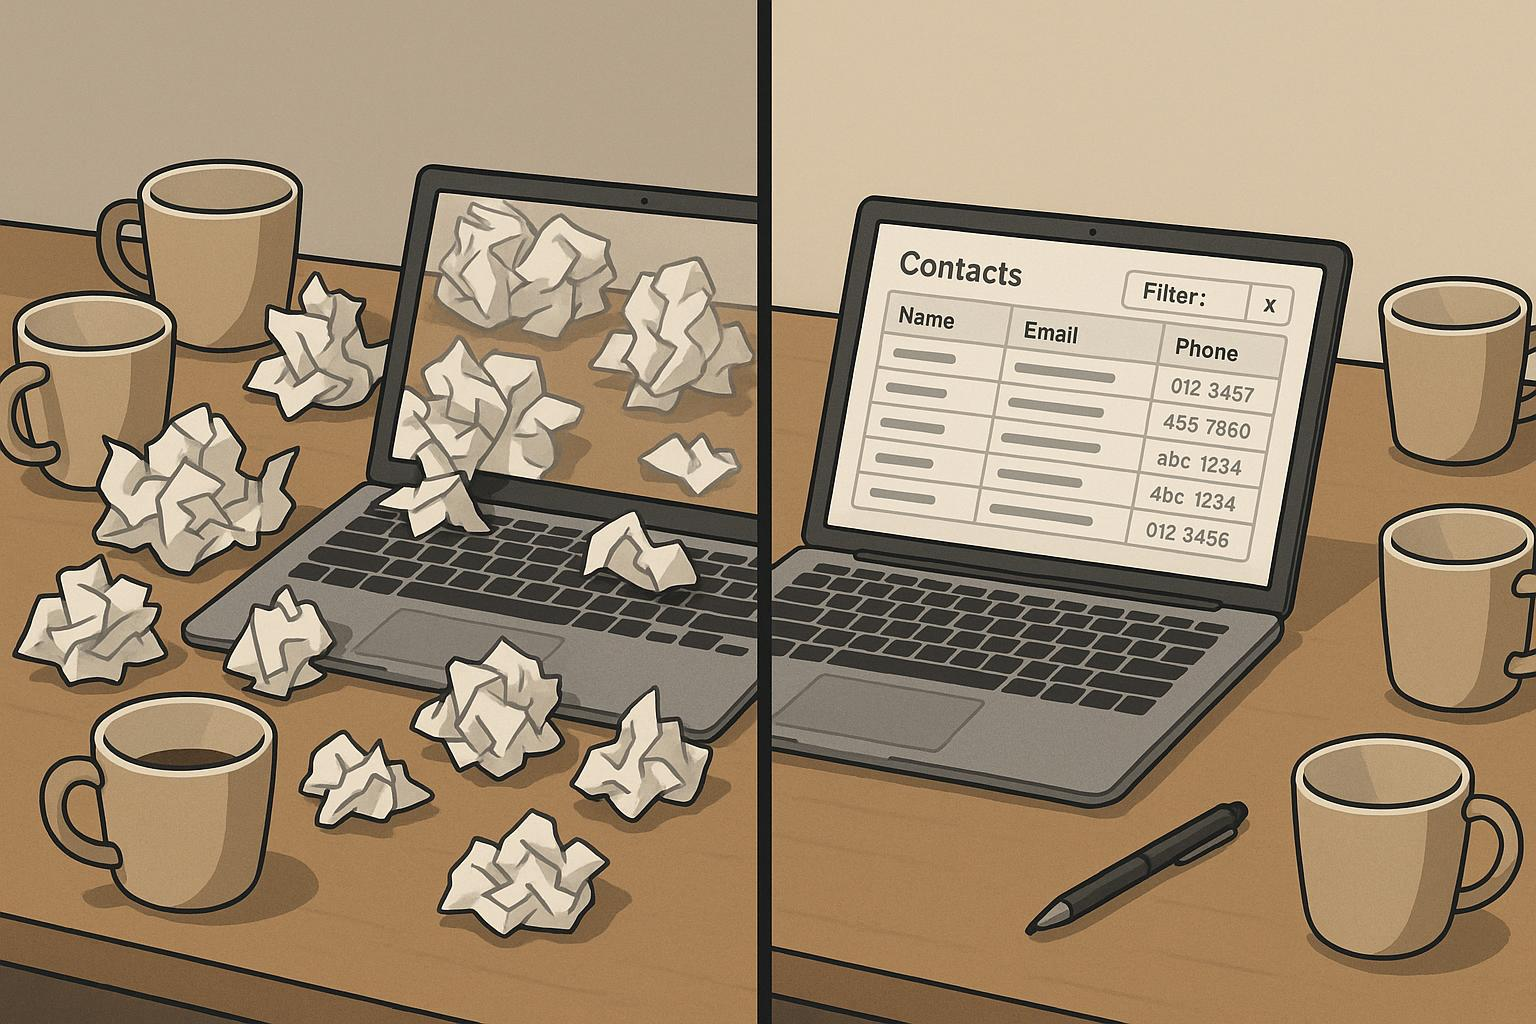 Contacts
Filter: x
Name Email Phone
012 3457
455 7860
abc 1234
4bc 1234
012 3456